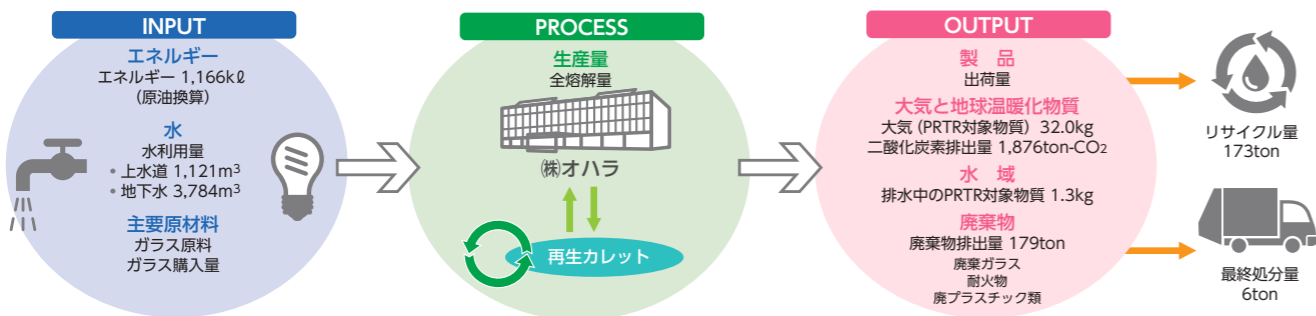 INPUT
エネルギー
エネルギー 1,166kℓ
(原油換算)
水
水利用量
• 上水道 1,121m³
• 地下水 3,784m³
主要原材料
ガラス原料
ガラス購入量
PROCESS
生産量
全熔解量
㈱オハラ
再生カレット
OUTPUT
製 品
出荷量
大気と地球温暖化物質
大気 (PRTR対象物質) 32.0kg
二酸化炭素排出量 1,876ton-CO₂
水 域
排水中のPRTR対象物質 1.3kg
廃棄物
廃棄物排出量 179ton
廃棄ガラス
耐火物
廃プラスチック類
リサイクル量
173ton
最終処分量
6ton